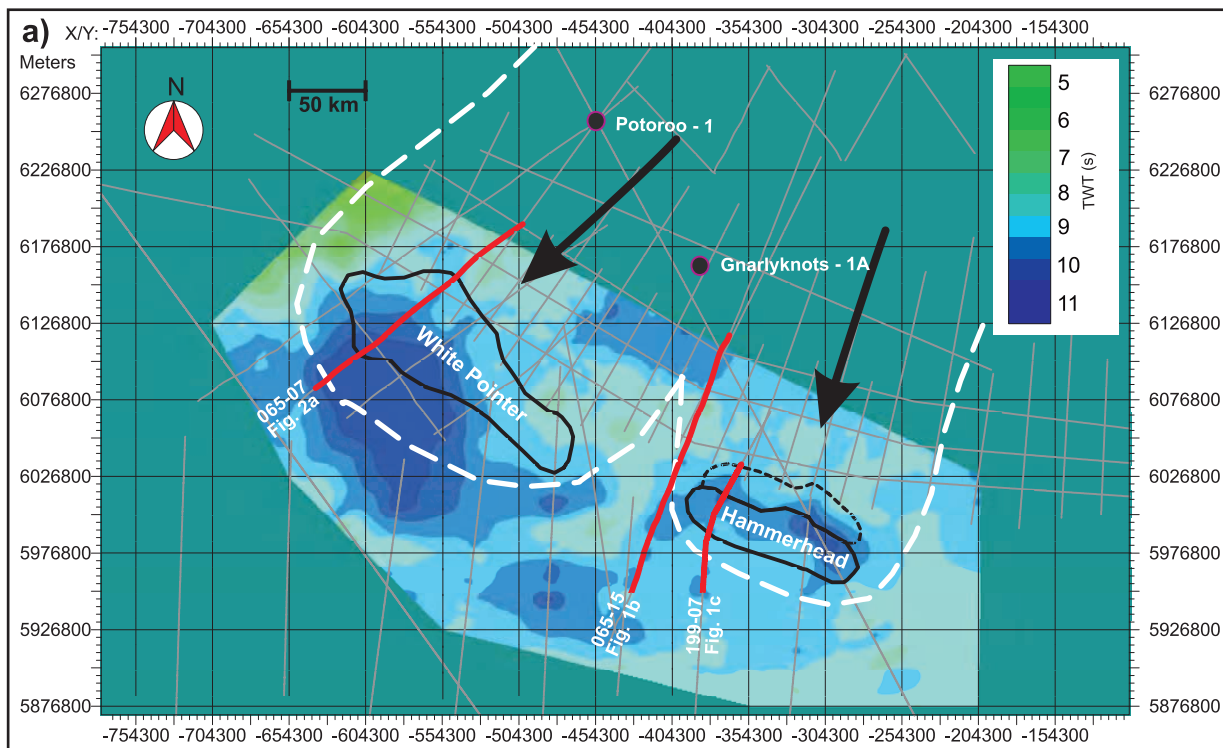 a) X/Y: -754300 -704300 -654300 -604300 -554300 -504300 -454300 -404300 -354300 -304300 -254300 -204300 -154300
Meters
6276800 6276800
6226800 6226800
6176800 6176800
6126800 6126800
6076800 6076800
6026800 6026800
5976800 5976800
5926800 5926800
5876800 5876800
N
50 km
Potoroo - 1
Gnarlyknots - 1A
5
6
7
8
9
10
11
TWT (s)
White Pointer
Hammerhead
065-07
Fig. 2a
065-15
Fig. 1b
199-07
Fig. 1c
-754300 -704300 -654300 -604300 -554300 -504300 -454300 -404300 -354300 -304300 -254300 -204300 -154300